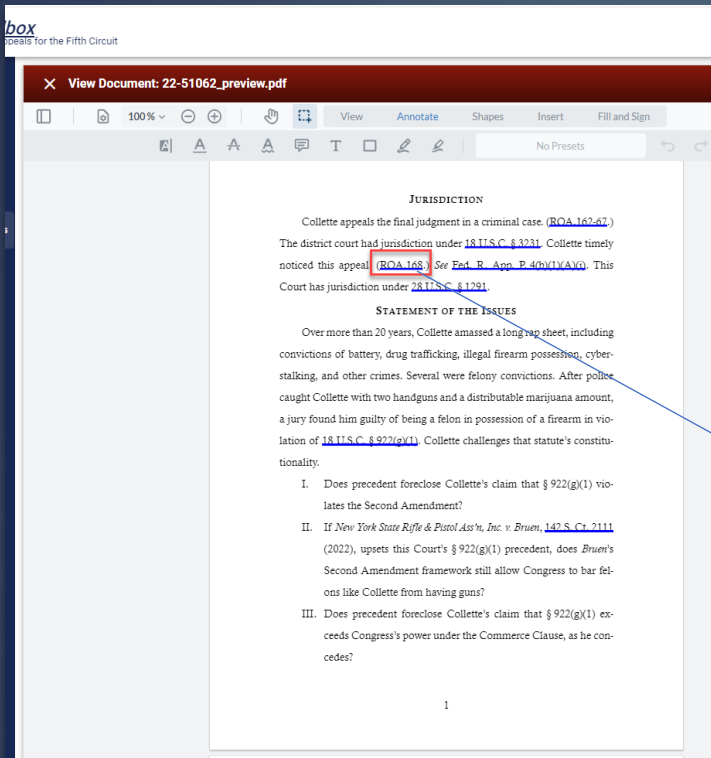 box
ppeals for the Fifth Circuit
View Document: 22-51062_preview.pdf
100%
View
Annotate
Shapes
Insert
Fill and Sign
No Presets
JURISDICTION
Collette appeals the final judgment in a criminal case. (ROA.162-67.)
The district court had jurisdiction under 18 U.S.C. § 3231. Collette timely
noticed this appeal. (ROA.168.) See Fed. R. App. P. 4(b)(1)(A)(i). This
Court has jurisdiction under 28 U.S.C. § 1291.
STATEMENT OF THE ISSUES
Over more than 20 years, Collette amassed a long rap sheet, including
convictions of battery, drug trafficking, illegal firearm possession, cyber-
stalking, and other crimes. Several were felony convictions. After police
caught Collette with two handguns and a distributable marijuana amount,
a jury found him guilty of being a felon in possession of a firearm in vio-
lation of 18 U.S.C. § 922(g)(1). Collette challenges that statute's constitu-
tionality.
I. Does precedent foreclose Collette's claim that § 922(g)(1) vio-
lates the Second Amendment?
II. If New York State Rifle & Pistol Ass'n, Inc. v. Bruen, 142 S. Ct. 2111
(2022), upsets this Court's § 922(g)(1) precedent, does Bruen's
Second Amendment framework still allow Congress to bar fel-
ons like Collette from having guns?
III. Does precedent foreclose Collette's claim that § 922(g)(1) ex-
ceeds Congress's power under the Commerce Clause, as he con-
cedes?
1